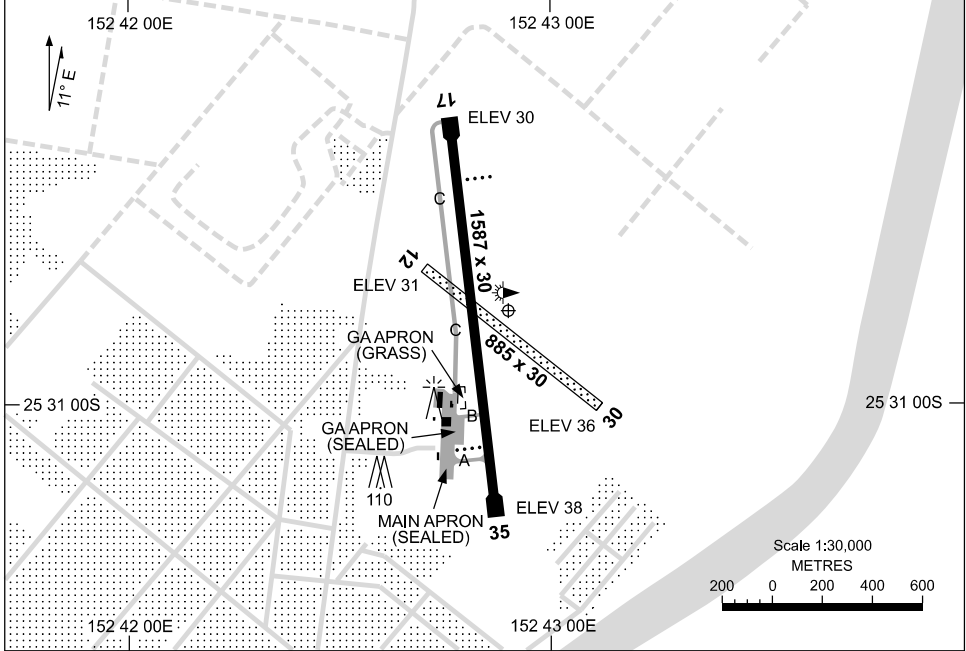 152 42 00E
152 43 00E
11° E
17
ELEV 30
C
1587 x 30
12
ELEV 31
C
GA APRON
(GRASS)
885 x 30
25 31 00S
25 31 00S
B
30
ELEV 36
GA APRON
(SEALED)
A
110
ELEV 38
MAIN APRON
(SEALED)
35
Scale 1:30,000
METRES
200 0 200 400 600
152 42 00E
152 43 00E